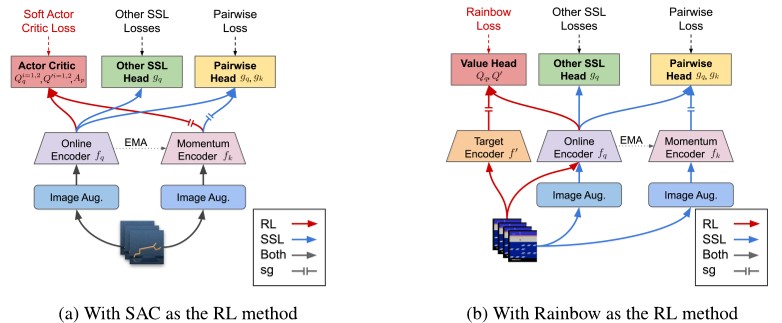 Soft Actor
Critic Loss
Other SSL
Losses
Pairwise
Loss
Actor Critic
Q_q^{i=1,2}, Q'^{i=1,2}, A_p
Other SSL
Head g_q
Pairwise
Head g_q, g_k
Online
Encoder f_q
EMA
Momentum
Encoder f_k
Image Aug.
Image Aug.
RL
SSL
Both
sg
(a) With SAC as the RL method
Rainbow
Loss
Other SSL
Losses
Pairwise
Loss
Value Head
Q_q, Q'
Other SSL
Head g_q
Pairwise
Head g_q, g_k
Target
Encoder f'
Online
Encoder f_q
EMA
Momentum
Encoder f_k
Image Aug.
Image Aug.
RL
SSL
Both
sg
(b) With Rainbow as the RL method